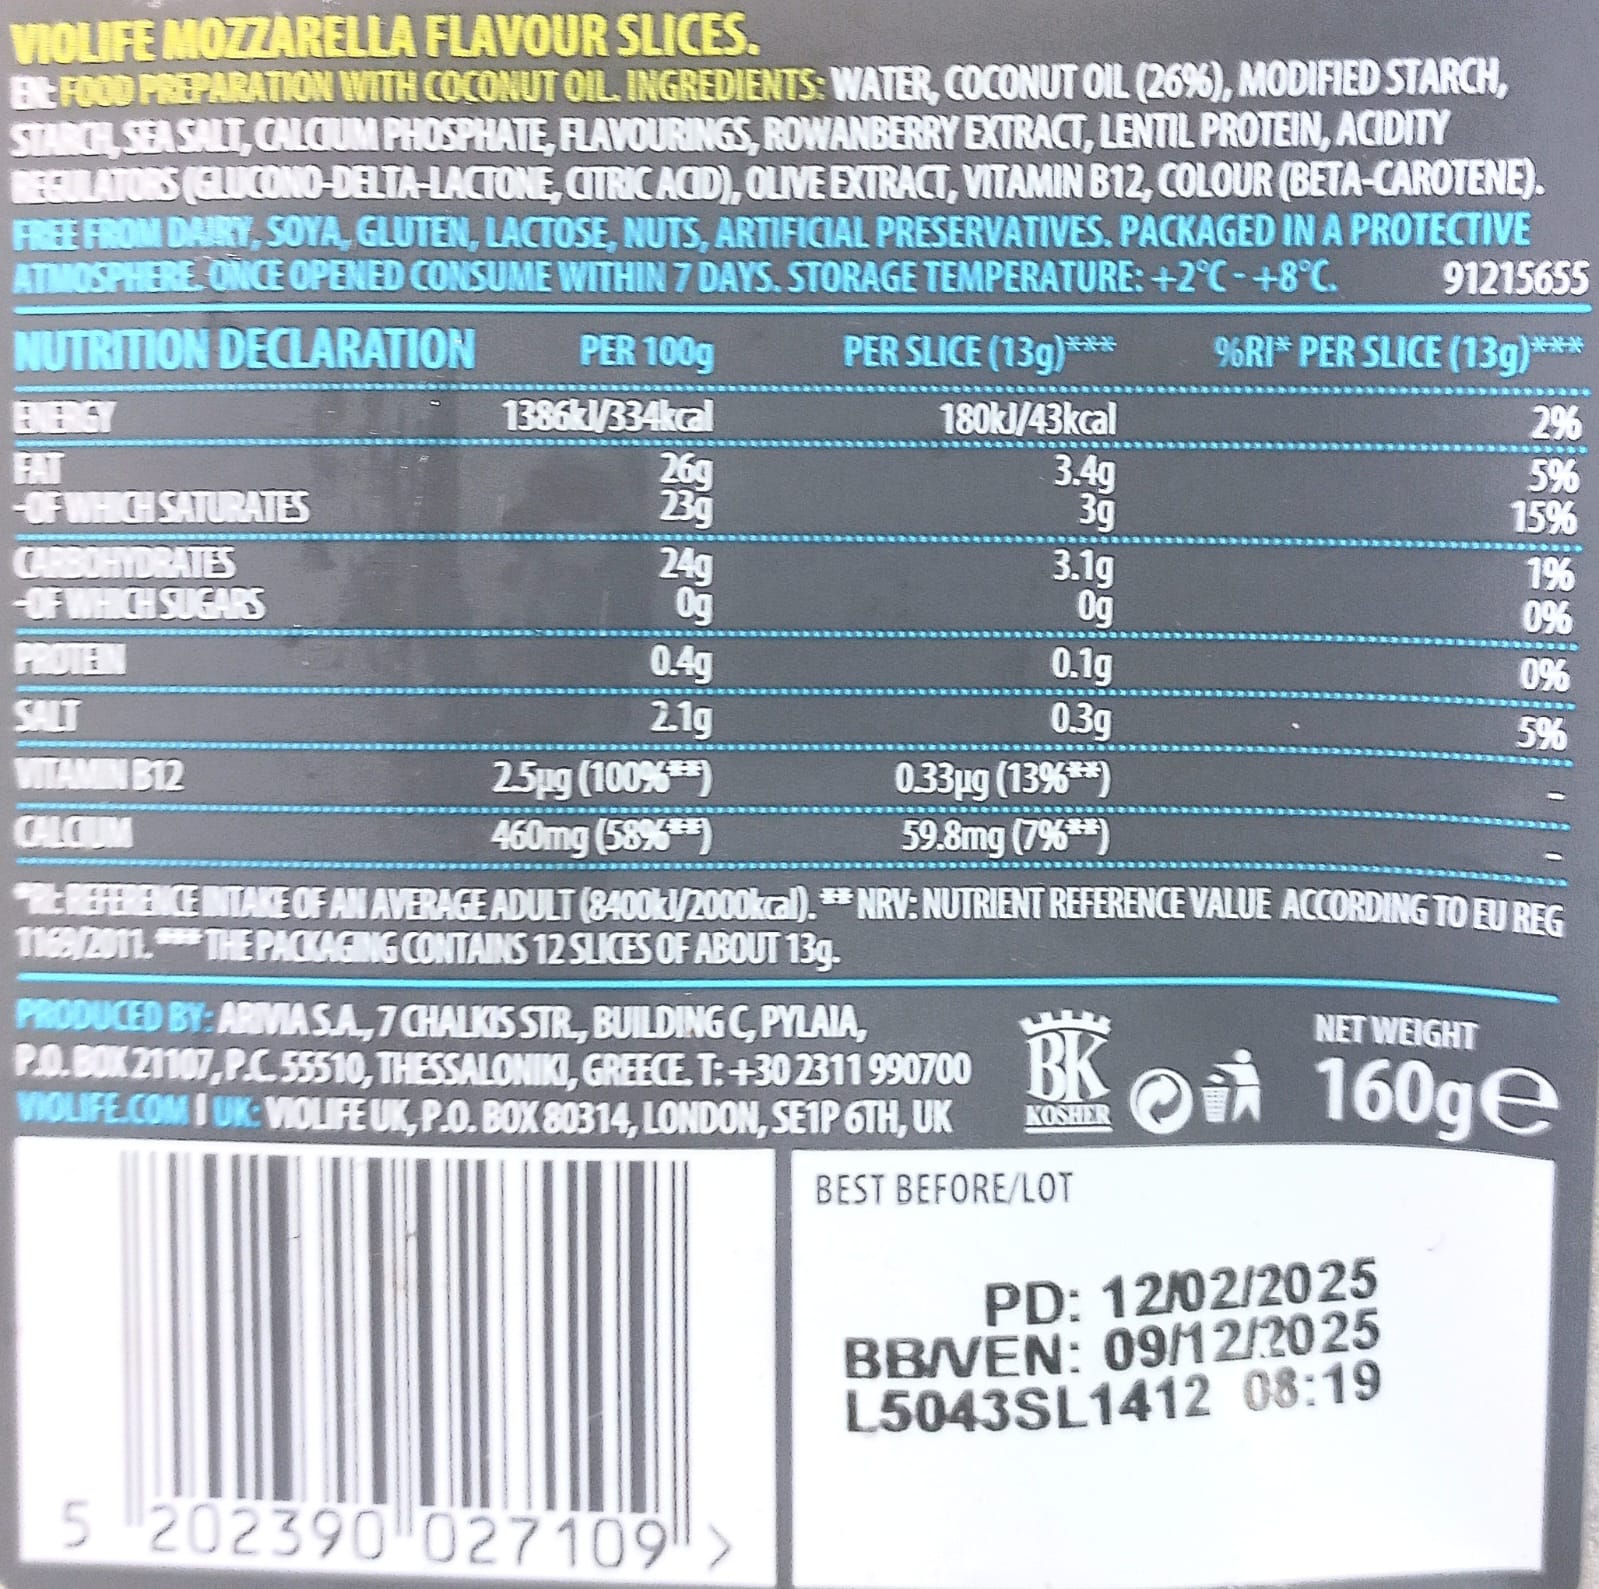 VIOLIFE MOZZARELLA FLAVOUR SLICES.
EN: FOOD PREPARATION WITH COCONUT OIL. INGREDIENTS: WATER, COCONUT OIL (26%), MODIFIED STARCH,
STARCH, SEA SALT, CALCIUM PHOSPHATE, FLAVOURINGS, ROWANBERRY EXTRACT, LENTIL PROTEIN, ACIDITY
REGULATORS (GLUCONO-DELTA-LACTONE, CITRIC ACID), OLIVE EXTRACT, VITAMIN B12, COLOUR (BETA-CAROTENE).
FREE FROM DAIRY, SOYA, GLUTEN, LACTOSE, NUTS, ARTIFICIAL PRESERVATIVES. PACKAGED IN A PROTECTIVE
ATMOSPHERE. ONCE OPENED CONSUME WITHIN 7 DAYS. STORAGE TEMPERATURE: +2°C - +8°C. 91215655
NUTRITION DECLARATION PER 100g PER SLICE (13g)*** %RI* PER SLICE (13g)***
ENERGY 1386kJ/334kcal 180kJ/43kcal 2%
FAT 26g 3.4g 5%
-OF WHICH SATURATES 23g 3g 15%
CARBOHYDRATES 24g 3.1g 1%
-OF WHICH SUGARS 0g 0g 0%
PROTEIN 0.4g 0.1g 0%
SALT 2.1g 0.3g 5%
VITAMIN B12 2.5µg (100%**) 0.33µg (13%**) -
CALCIUM 460mg (58%**) 59.8mg (7%**) -
*RI: REFERENCE INTAKE OF AN AVERAGE ADULT (8400kJ/2000kcal). ** NRV: NUTRIENT REFERENCE VALUE ACCORDING TO EU REG
1169/2011. *** THE PACKAGING CONTAINS 12 SLICES OF ABOUT 13g.
PRODUCED BY: ARIVIA S.A., 7 CHALKIS STR., BUILDING C, PYLAIA,
P.O. BOX 21107, P.C. 55510, THESSALONIKI, GREECE. T: +30 2311 990700
VIOLIFE.COM | UK: VIOLIFE UK, P.O. BOX 80314, LONDON, SE1P 6TH, UK
BK
KOSHER
NET WEIGHT
160g e
BEST BEFORE/LOT
PD: 12/02/2025
BB/VEN: 09/12/2025
L5043SL1412 08:19
5 202390 027109 >